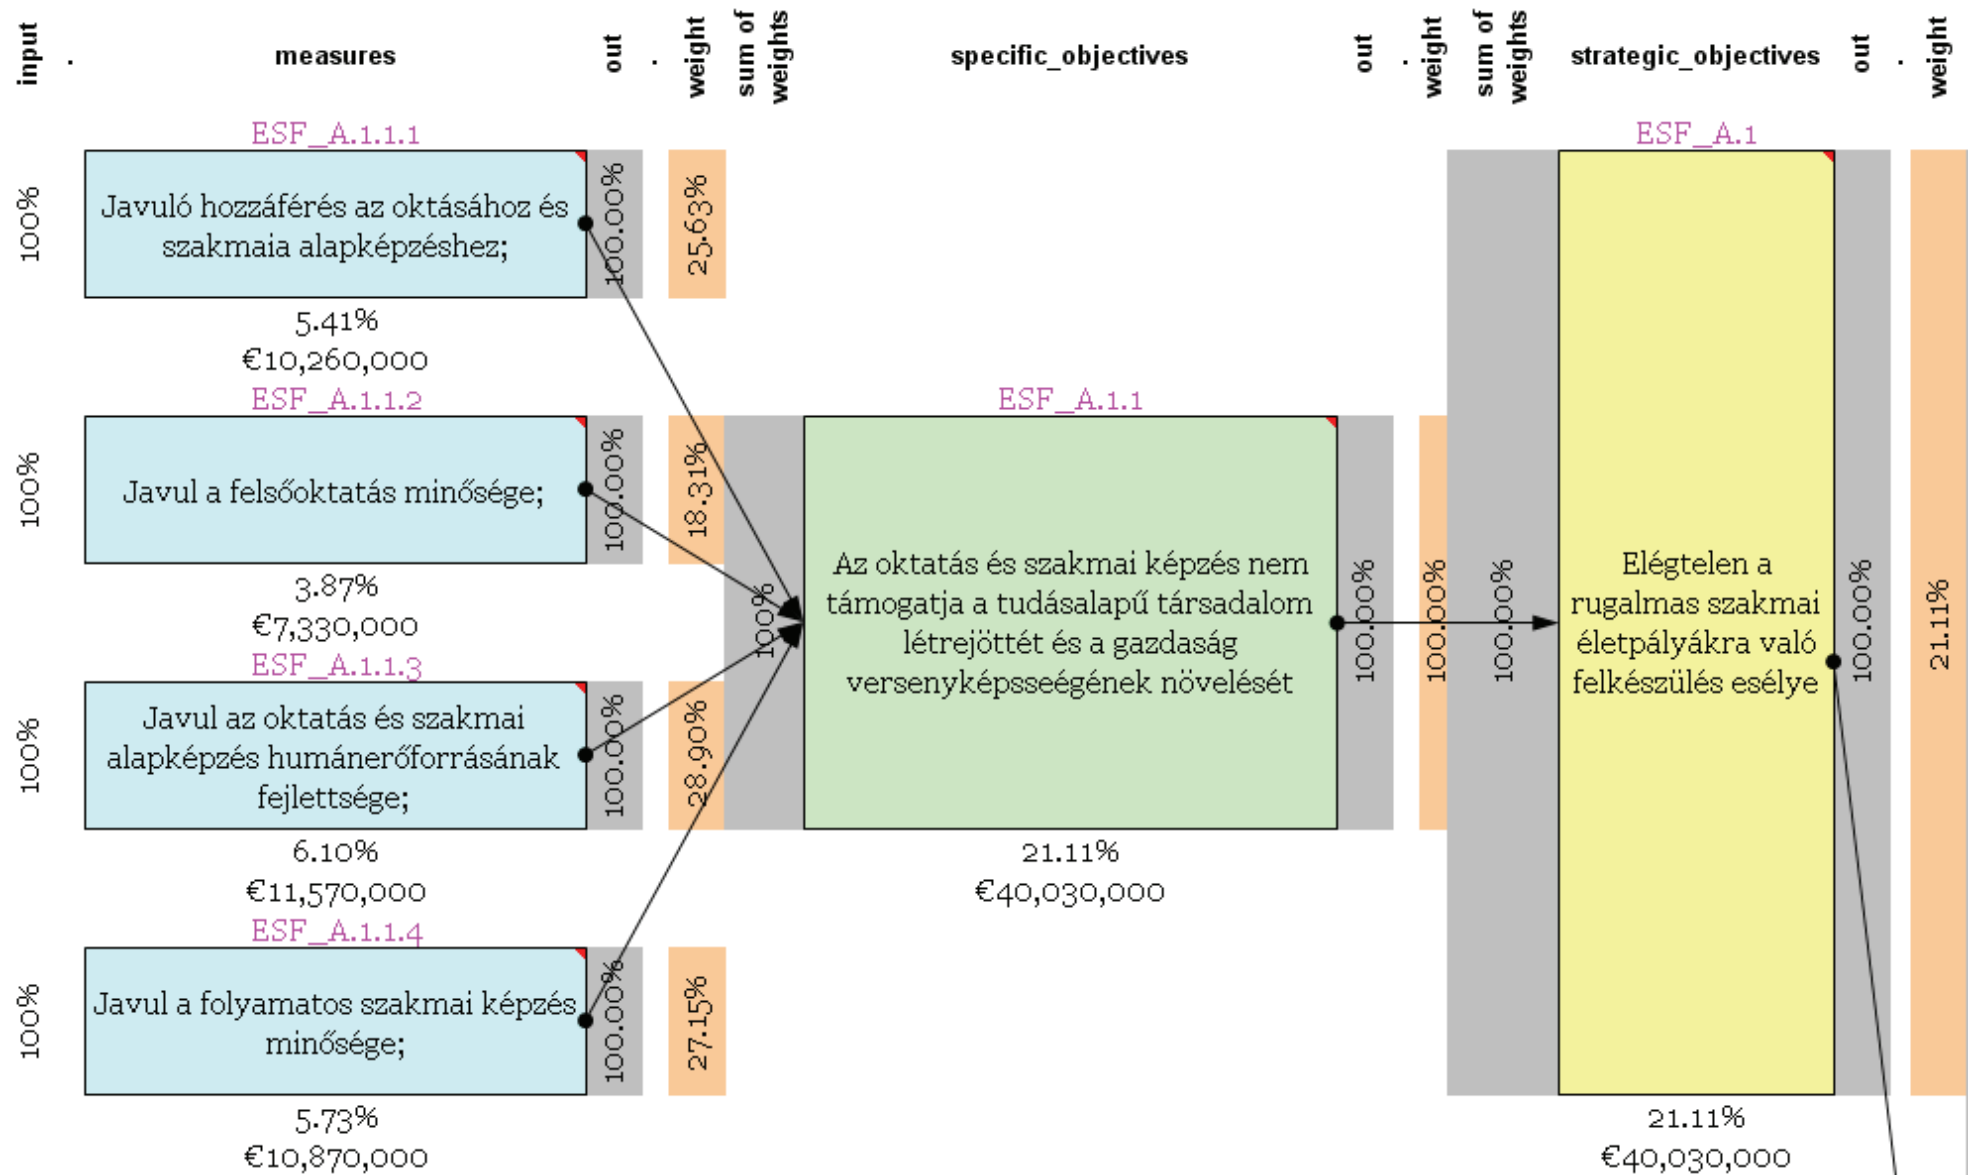 input . measures out . weight sum of weights specific_objectives out . weight sum of weights strategic_objectives out . weight
ESF_A.1.1.1
100%
Javuló hozzáférés az oktásához és
szakmaia alapképzéshez;
100.00%
25.63%
5.41%
€10,260,000
ESF_A.1.1.2
100%
Javul a felsőoktatás minősége;
100.00%
18.31%
3.87%
€7,330,000
ESF_A.1.1.3
100%
Javul az oktatás és szakmai
alapképzés humánerőforrásának
fejlettsége;
100.00%
28.90%
6.10%
€11,570,000
ESF_A.1.1.4
100%
Javul a folyamatos szakmai képzés
minősége;
100.00%
27.15%
5.73%
€10,870,000
100%
ESF_A.1.1
Az oktatás és szakmai képzés nem
támogatja a tudásalapű társadalom
létrejöttét és a gazdaság
versenyképsseégének növelését
100.00%
100.00%
21.11%
€40,030,000
100.00%
ESF_A.1
Elégtelen a
rugalmas szakmai
életpályákra való
felkészülés esélye
100.00%
21.11%
21.11%
€40,030,000